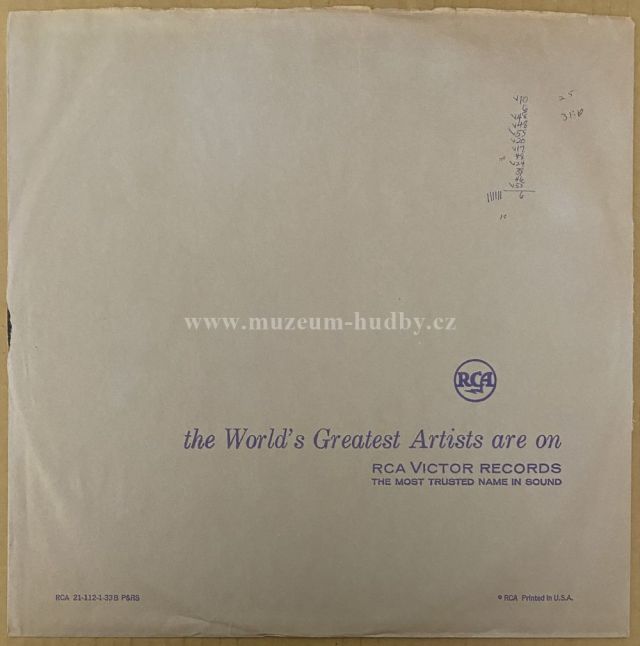 25
www.muzeum-hudby.cz
RCA
the World's Greatest Artists are on
RCA VICTOR RECORDS
THE MOST TRUSTED NAME IN SOUND
RCA 21-112-1-33B P&RS
® RCA Printed in U.S.A.